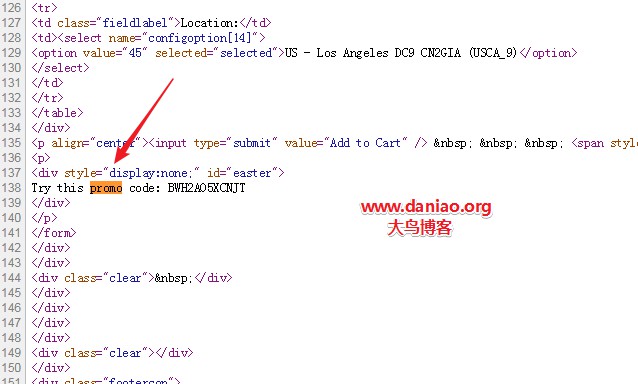 126 <tr>
127 <td class="fieldlabel">Location:</td>
128 <td><select name="configoption[14]">
129 <option value="45" selected="selected">US - Los Angeles DC9 CN2GIA (USCA_9)</option>
130 </select>
131 </td>
132 </tr>
133 </table>
134 </div>
135 <p align="center"><input type="submit" value="Add to Cart" /> &nbsp; &nbsp; &nbsp; <span style
136 <p>
137 <div style="display:none;" id="easter">
138 Try this promo code: BWH2AO5XCNJT
139 </div>
140 </p>
141 </form>
142 </div>
143 </div>
144 <div class="clear">&nbsp;</div>
145 </div>
146 </div>
147 </div>
148 </div>
149 <div class="clear"></div>
150 </div>
151 <div class="footercon">
www.daniao.org
大鸟博客